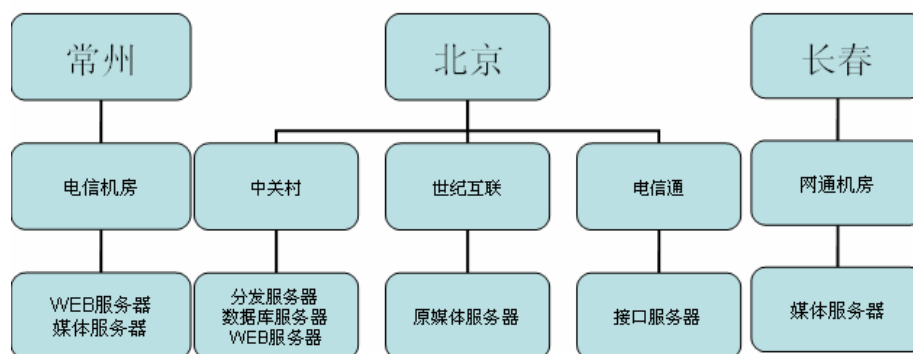 常州
北京
长春
电信机房
中关村
世纪互联
电信通
网通机房
WEB服务器
媒体服务器
分发服务器
数据库服务器
WEB服务器
原媒体服务器
接口服务器
媒体服务器